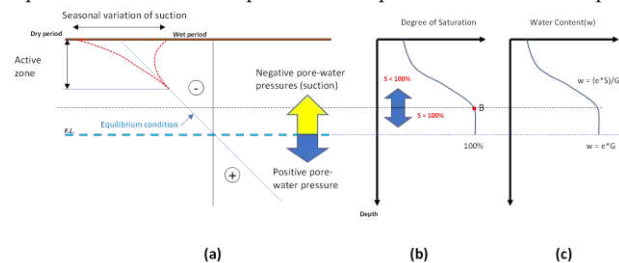 Seasonal variation of suction
Dry period
Wet period
Active
zone
-
Negative pore-water
pressures (suction)
Equilibrium condition
F.L.
+
Positive pore-
water pressure
Depth
(a)
Degree of Saturation
S < 100%
B
S = 100%
100%
(b)
Water Content(w)
w = (e*S)/G
w = e*G
(c)